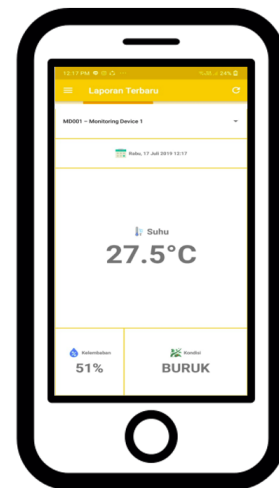 12:17 PM
24%
Laporan Terbaru
MD001 – Monitoring Device 1
Rabu, 17 Juli 2019 12:17
Suhu
27.5°C
Kelembaban
51%
Kondisi
BURUK